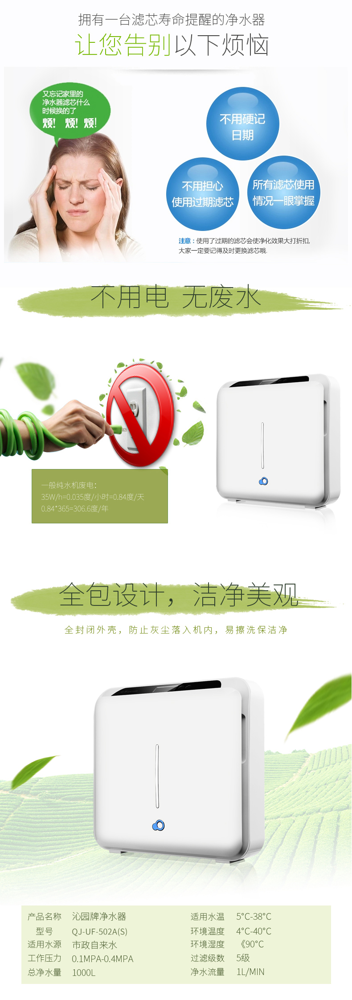 拥有一台滤芯寿命提醒的净水器
让您告别以下烦恼
又忘记家里的
净水器滤芯什么
时候换的了
烦! 烦! 烦!
不用硬记
日期
不用担心
使用过期滤芯
所有滤芯使用
情况一眼掌握
注意：使用了过期的滤芯会使净化效果大打折扣,
大家一定要记得及时更换滤芯哦.
不用电 无废水
一般纯水机废电：
35W/h=0.035度/小时=0.84度/天
0.84*365=306.6度/年
全包设计，洁净美观
全封闭外壳，防止灰尘落入机内，易擦洗保洁净
产品名称 沁园牌净水器
型号 QJ-UF-502A(S)
适用水源 市政自来水
工作压力 0.1MPA-0.4MPA
总净水量 1000L
适用水温 5°C-38°C
环境温度 4°C-40°C
环境湿度 《90°C
过滤级数 5级
净水流量 1L/MIN